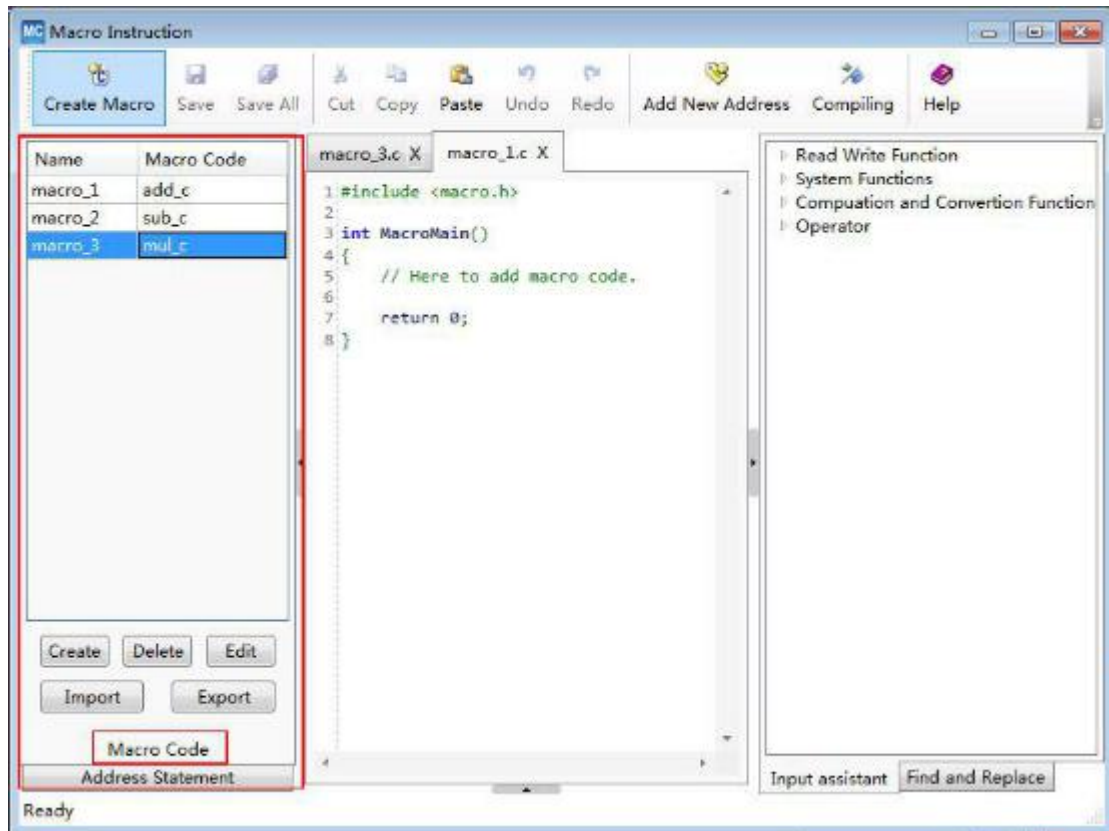 MC Macro Instruction
Create Macro Save Save All Cut Copy Paste Undo Redo Add New Address Compiling Help
Name Macro Code
macro_1 add_c
macro_2 sub_c
macro_3 mul_c
Create Delete Edit
Import Export
Macro Code
Address Statement
macro_3.c X macro_1.c X
1 #include <macro.h>
2
3 int MacroMain()
4 {
5 // Here to add macro code.
6
7 return 0;
8 }
Read Write Function
System Functions
Compuation and Convertion Function
Operator
Input assistant Find and Replace
Ready